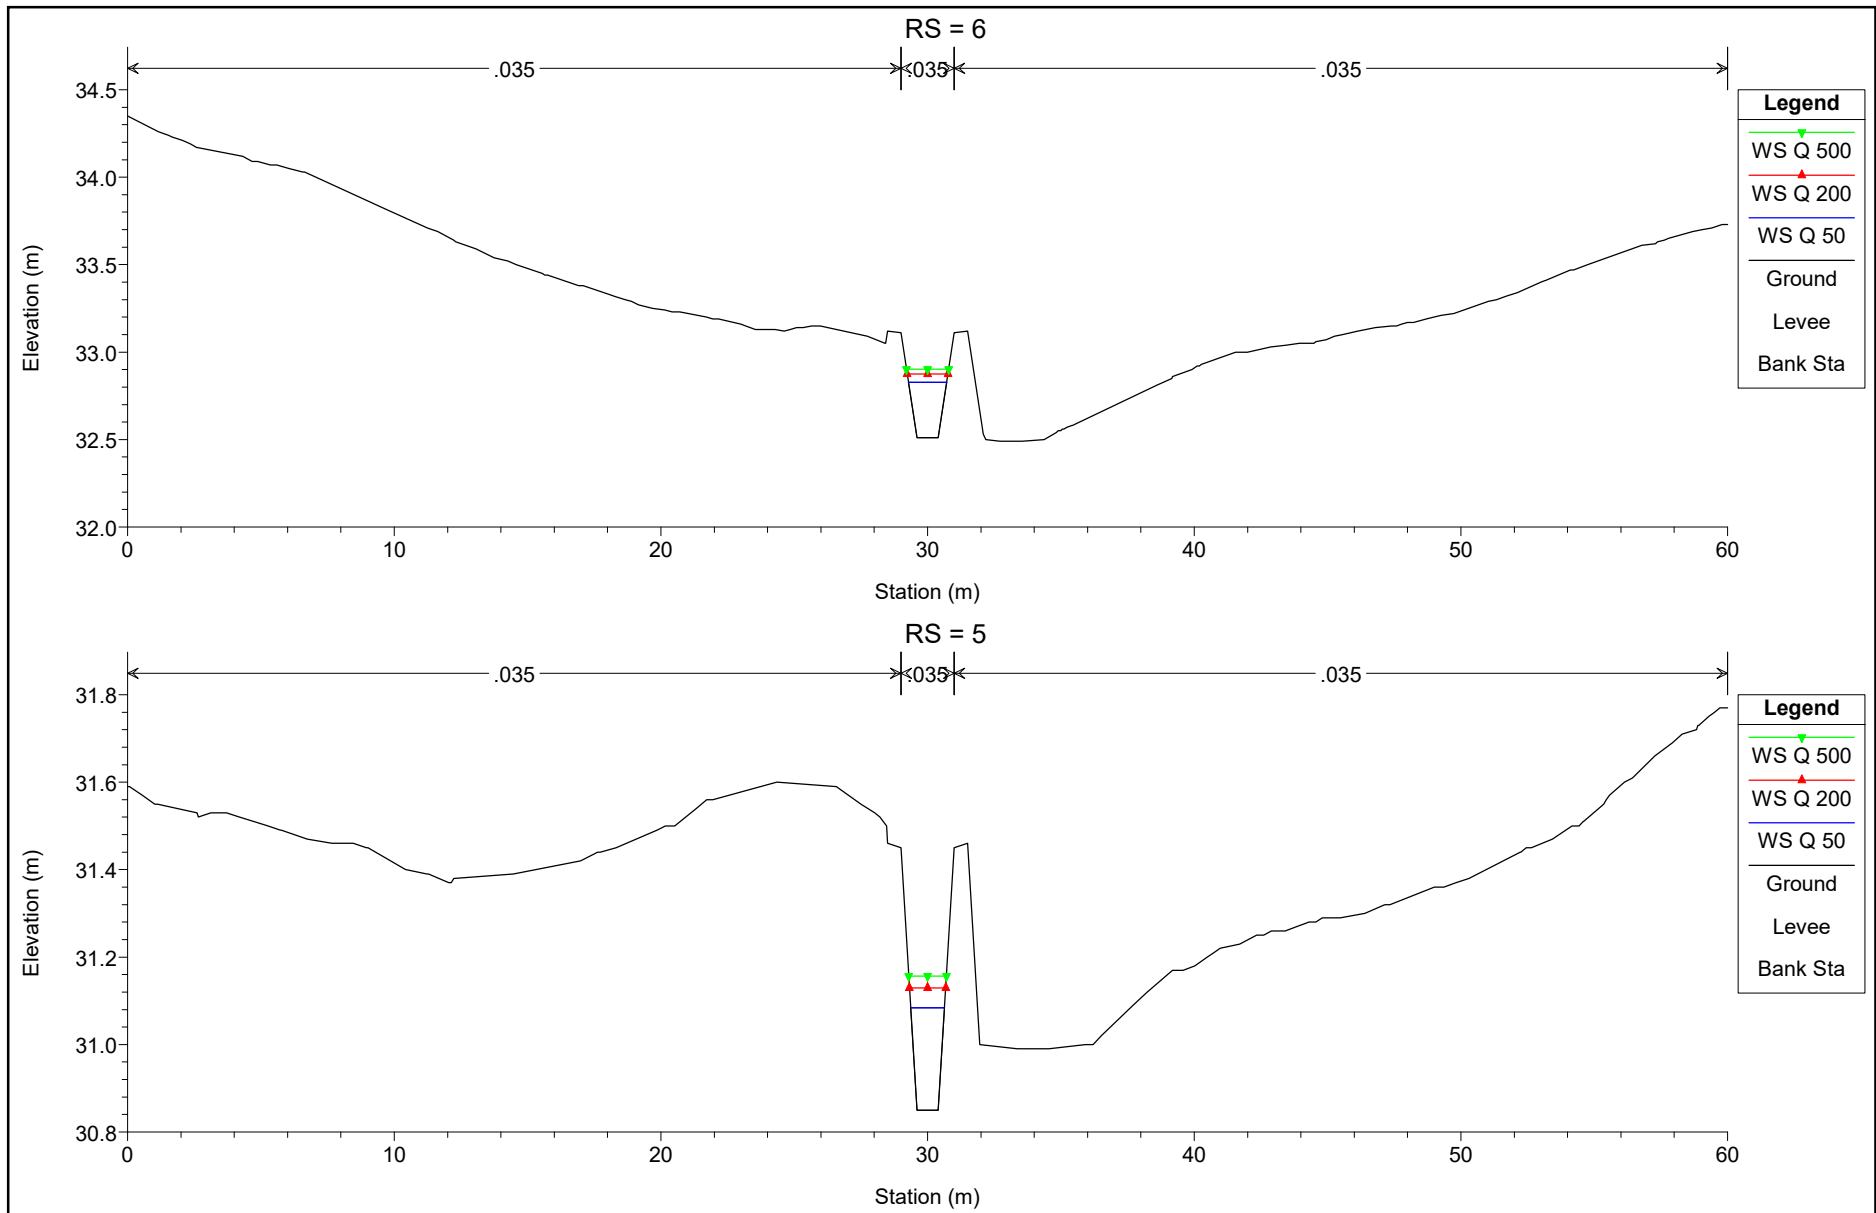 RS = 6
.035 .035 .035
34.5
34.0
33.5
33.0
32.5
32.0
Elevation (m)
0 10 20 30 40 50 60
Station (m)
Legend
WS Q 500
WS Q 200
WS Q 50
Ground
Levee
Bank Sta
RS = 5
.035 .035 .035
31.8
31.6
31.4
31.2
31.0
30.8
Elevation (m)
0 10 20 30 40 50 60
Station (m)
Legend
WS Q 500
WS Q 200
WS Q 50
Ground
Levee
Bank Sta